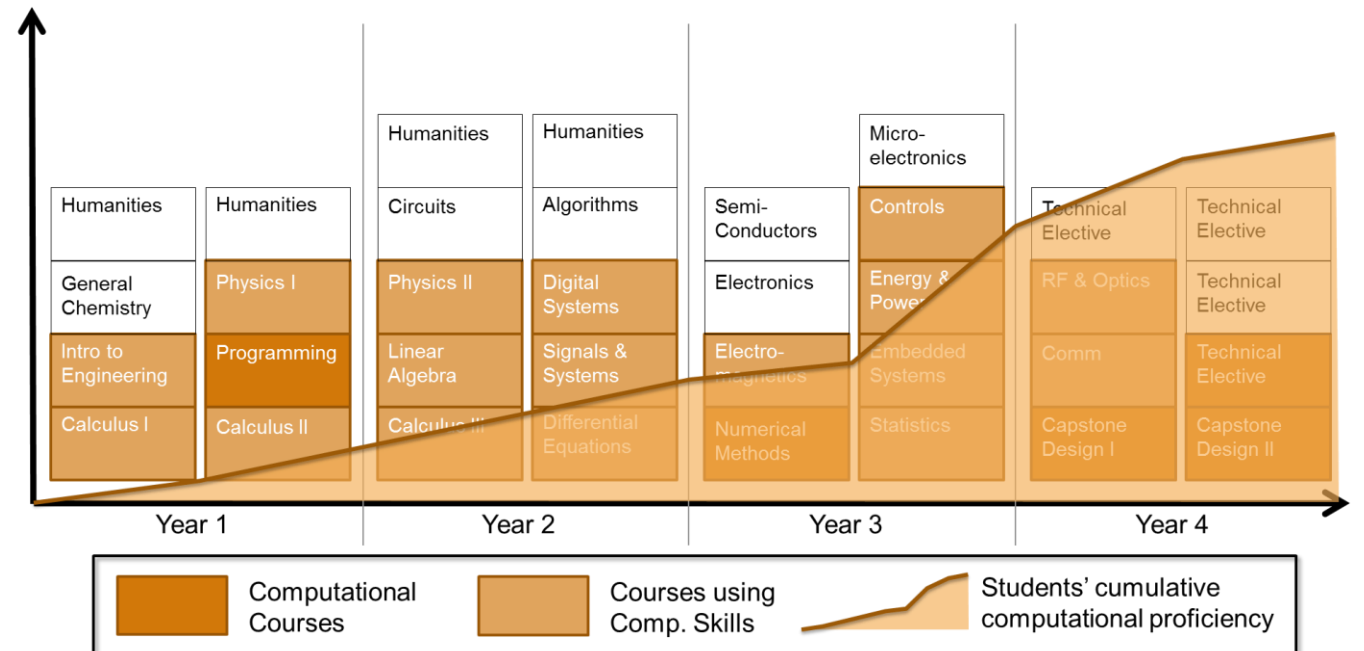 Humanities
General
Chemistry
Intro to
Engineering
Calculus I
Humanities
Physics I
Programming
Calculus II
Humanities
Circuits
Physics II
Linear
Algebra
Calculus III
Humanities
Algorithms
Digital
Systems
Signals &
Systems
Differential
Equations
Semi-
Conductors
Electronics
Electro-
magnetics
Numerical
Methods
Micro-
electronics
Controls
Energy &
Power
Embedded
Systems
Statistics
Technical
Elective
RF & Optics
Comm
Capstone
Design I
Technical
Elective
Technical
Elective
Technical
Elective
Capstone
Design II
Year 1
Year 2
Year 3
Year 4
Computational
Courses
Courses using
Comp. Skills
Students' cumulative
computational proficiency